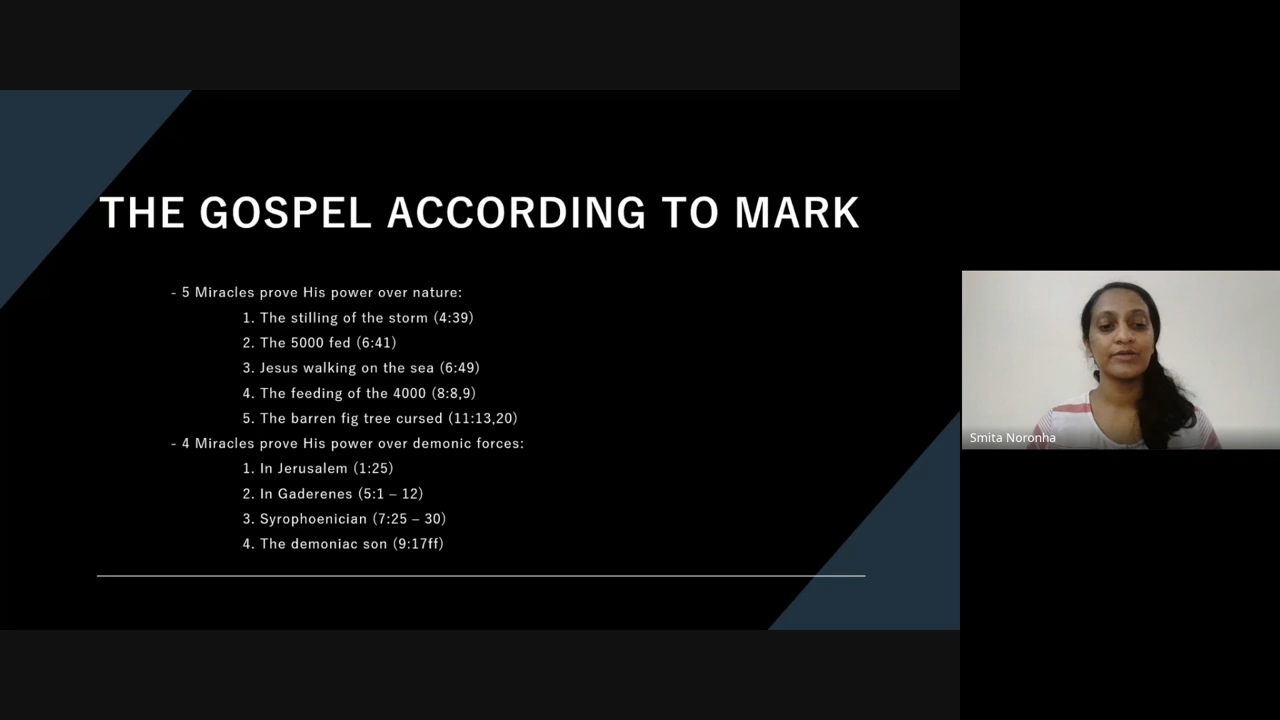 THE GOSPEL ACCORDING TO MARK
- 5 Miracles prove His power over nature:
1. The stilling of the storm (4:39)
2. The 5000 fed (6:41)
3. Jesus walking on the sea (6:49)
4. The feeding of the 4000 (8:8,9)
5. The barren fig tree cursed (11:13,20)
- 4 Miracles prove His power over demonic forces:
1. In Jerusalem (1:25)
2. In Gaderenes (5:1 – 12)
3. Syrophoenician (7:25 – 30)
4. The demoniac son (9:17ff)
Smita Noronha